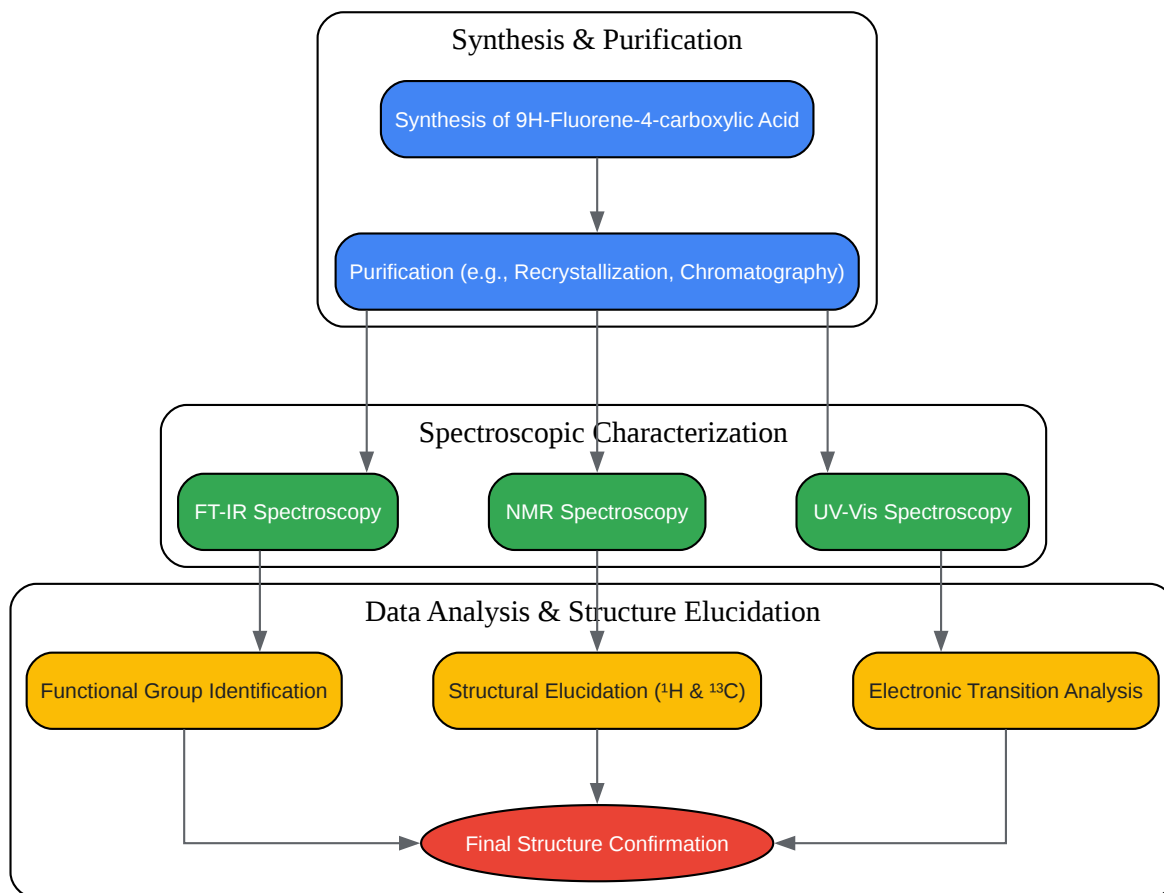 Synthesis & Purification
Synthesis of 9H-Fluorene-4-carboxylic Acid
Purification (e.g., Recrystallization, Chromatography)
Spectroscopic Characterization
FT-IR Spectroscopy
NMR Spectroscopy
UV-Vis Spectroscopy
Data Analysis & Structure Elucidation
Functional Group Identification
Structural Elucidation (¹H & ¹³C)
Electronic Transition Analysis
Final Structure Confirmation